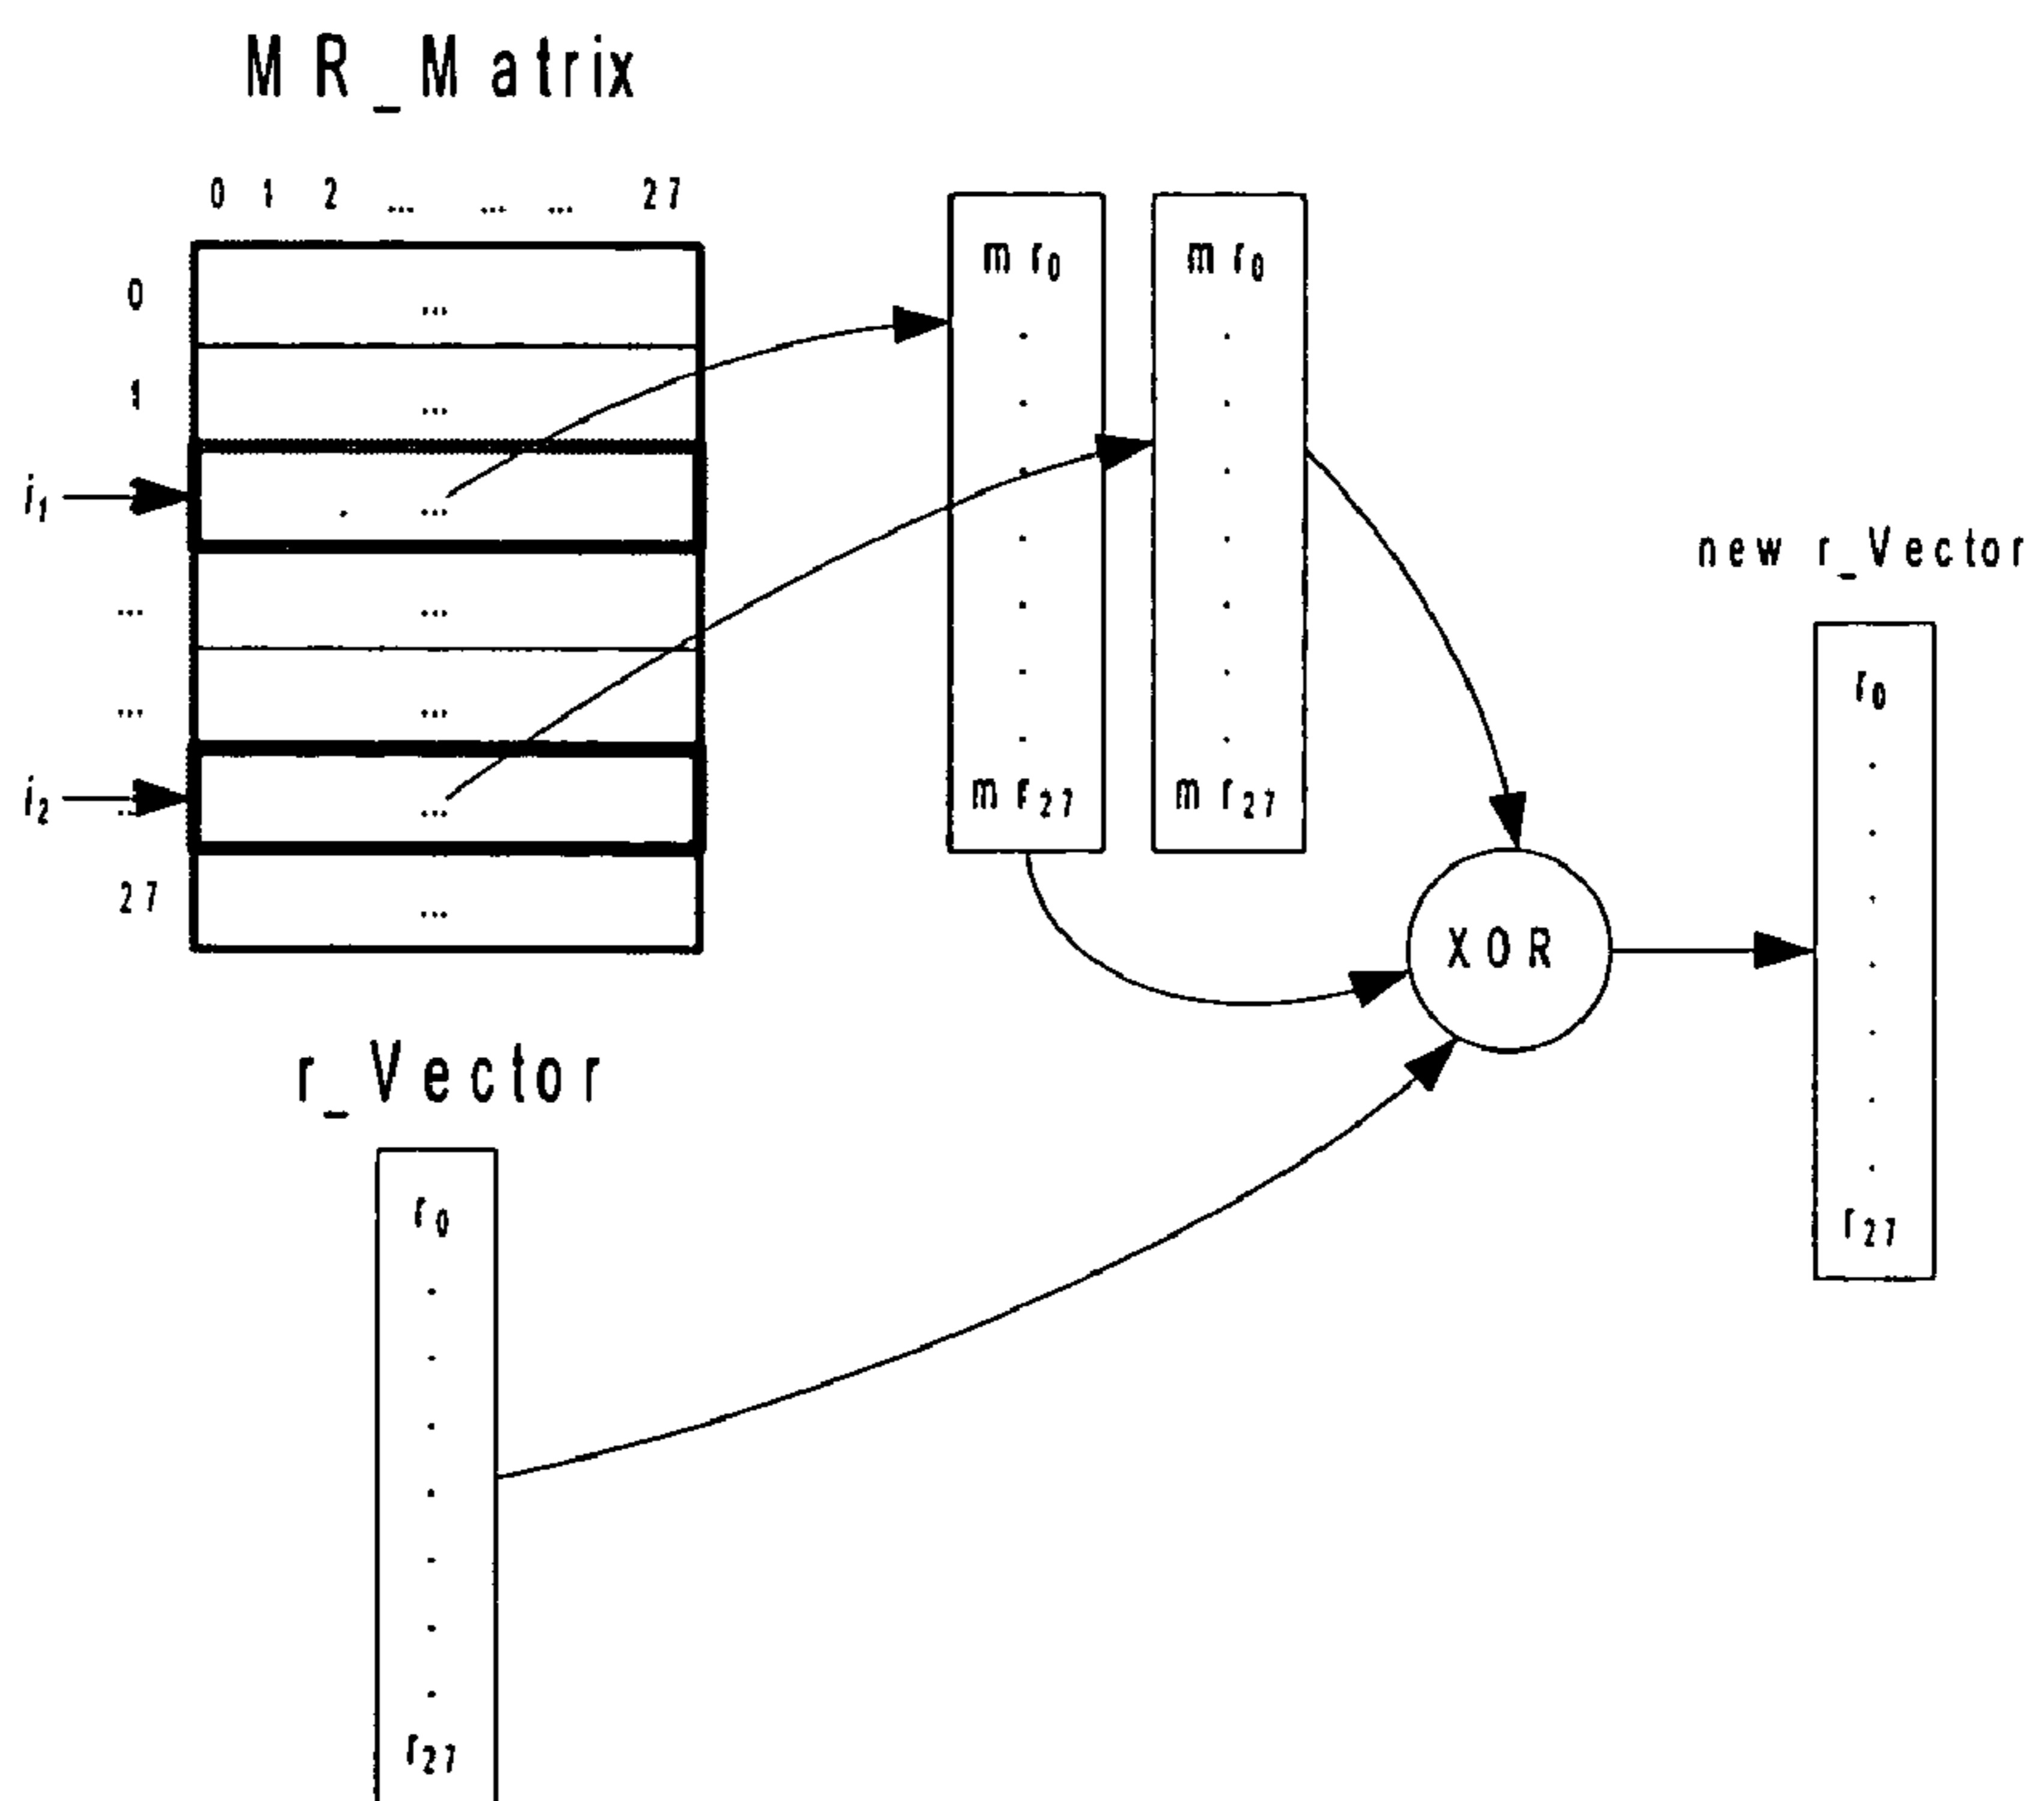 MR_Matrix
0 1 2 ... ... ... 27
0 ...
1 ...
i₁ ...
... ...
... ...
i₂ ... ...
27 ...
mr₀ mr₀
.
.
.
.
.
.
.
mr₂₇ mr₂₇
XOR
new r_Vector
r₀
.
.
.
.
.
.
.
r₂₇
r_Vector
r₀
.
.
.
.
.
.
.
r₂₇